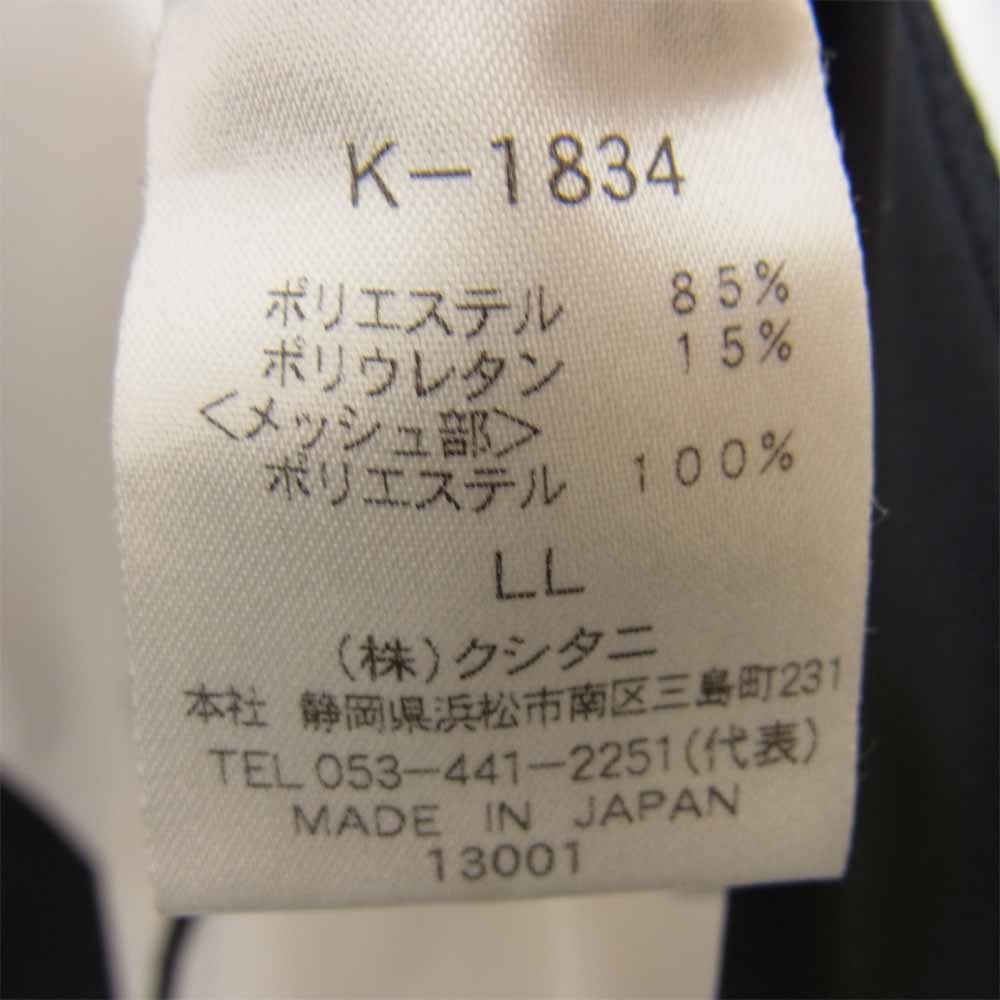 K-1834
ポリエステル 85%
ポリウレタン 15%
<メッシュ部>
ポリエステル 100%
LL
(株)クシタニ
本社 静岡県浜松市南区三島町231
TEL 053-441-2251(代表)
MADE IN JAPAN
13001